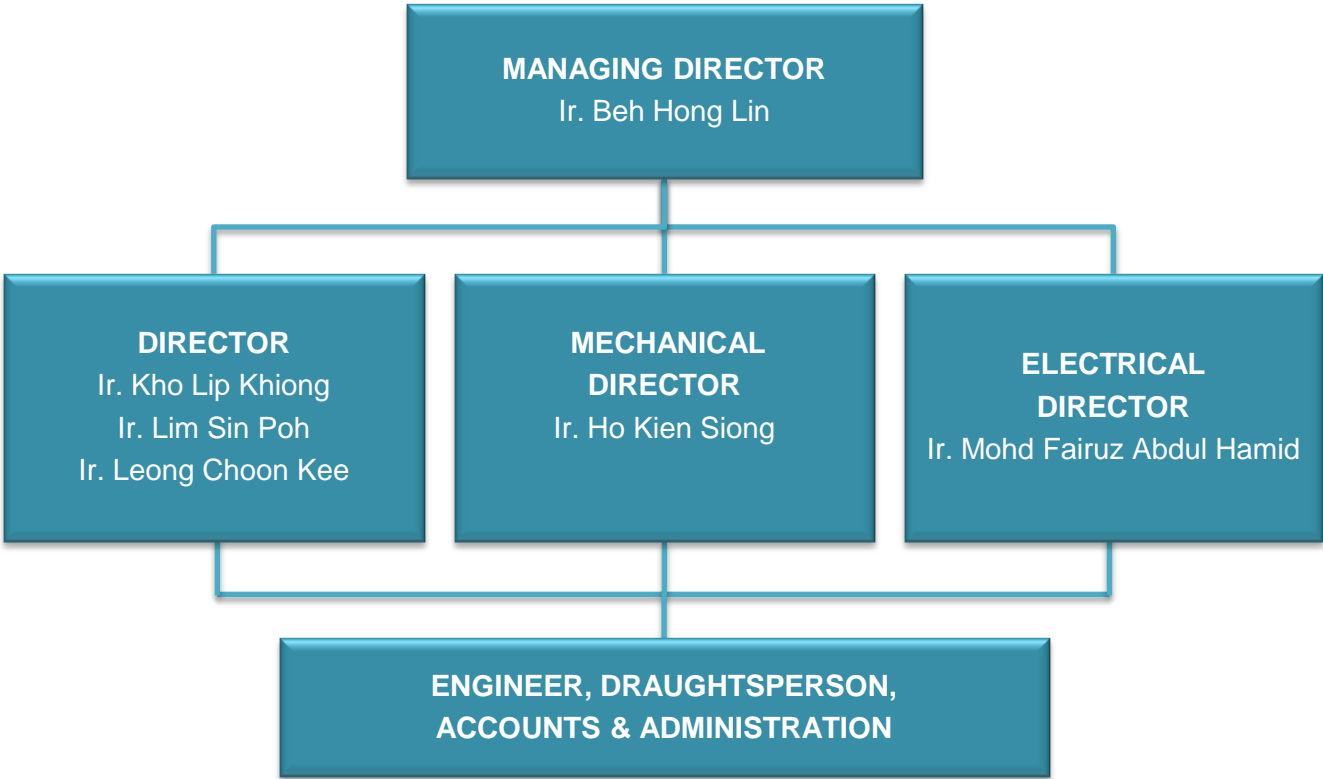 MANAGING DIRECTOR
Ir. Beh Hong Lin
DIRECTOR
Ir. Kho Lip Khiong
Ir. Lim Sin Poh
Ir. Leong Choon Kee
MECHANICAL
DIRECTOR
Ir. Ho Kien Siong
ELECTRICAL
DIRECTOR
Ir. Mohd Fairuz Abdul Hamid
ENGINEER, DRAUGHTSPERSON,
ACCOUNTS & ADMINISTRATION